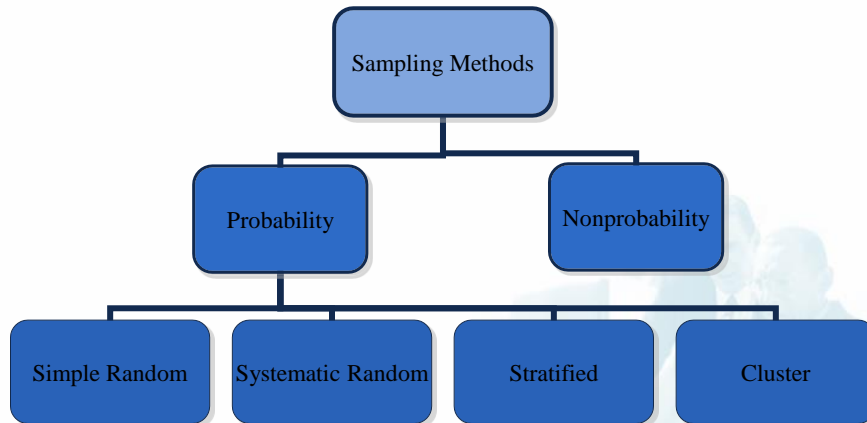 Sampling Methods
Probability
Nonprobability
Simple Random
Systematic Random
Stratified
Cluster